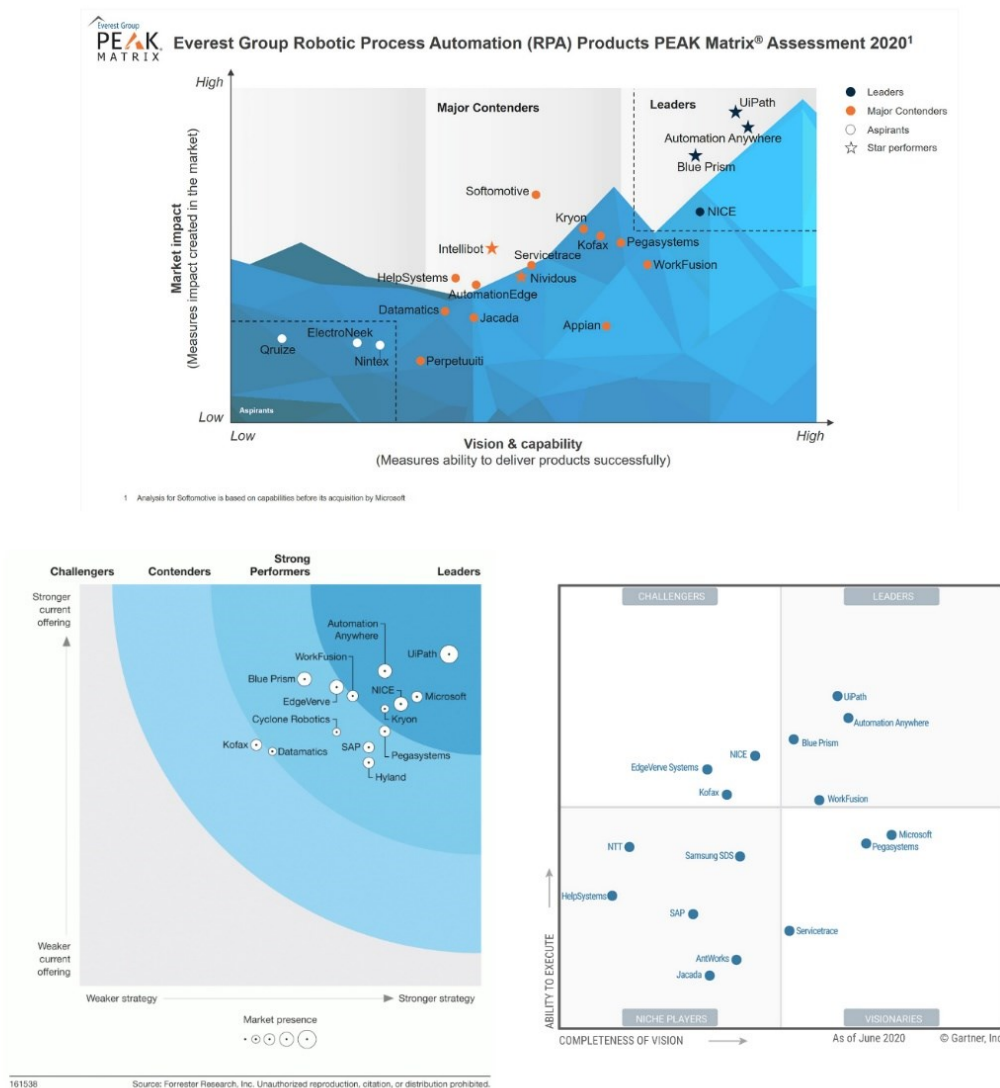 Everest Group
PEAK
MATRIX
Everest Group Robotic Process Automation (RPA) Products PEAK Matrix® Assessment 2020¹
High
Major Contenders
Leaders
UiPath
Automation Anywhere
Blue Prism
Softomotive
NICE
Kryon
Kofax
Pegasystems
Intellibot
Servicetrace
WorkFusion
HelpSystems
Nividous
AutomationEdge
Datamatics
Jacada
Appian
ElectroNeek
Qruize
Nintex
Perpetuuiti
Aspirants
Leaders
Major Contenders
Aspirants
Star performers
Market impact
(Measures impact created in the market)
Low
Low
High
Vision & capability
(Measures ability to deliver products successfully)
1 Analysis for Softomotive is based on capabilities before its acquisition by Microsoft
Challengers
Contenders
Strong
Performers
Leaders
Stronger
current
offering
Automation
Anywhere
UiPath
WorkFusion
Blue Prism
EdgeVerve
NICE
Microsoft
Kryon
Cyclone Robotics
Kofax
Datamatics
SAP
Pegasystems
Hyland
Weaker
current
offering
Weaker strategy
Stronger strategy
Market presence
161538
Source: Forrester Research, Inc. Unauthorized reproduction, citation, or distribution prohibited.
CHALLENGERS
LEADERS
UiPath
Automation Anywhere
Blue Prism
NICE
EdgeVerve Systems
Kofax
WorkFusion
Microsoft
Pegasystems
NTT
Samsung SDS
HelpSystems
SAP
Servicetrace
AntWorks
Jacada
NICHE PLAYERS
VISIONARIES
ABILITY TO EXECUTE
COMPLETENESS OF VISION
As of June 2020
© Gartner, Inc